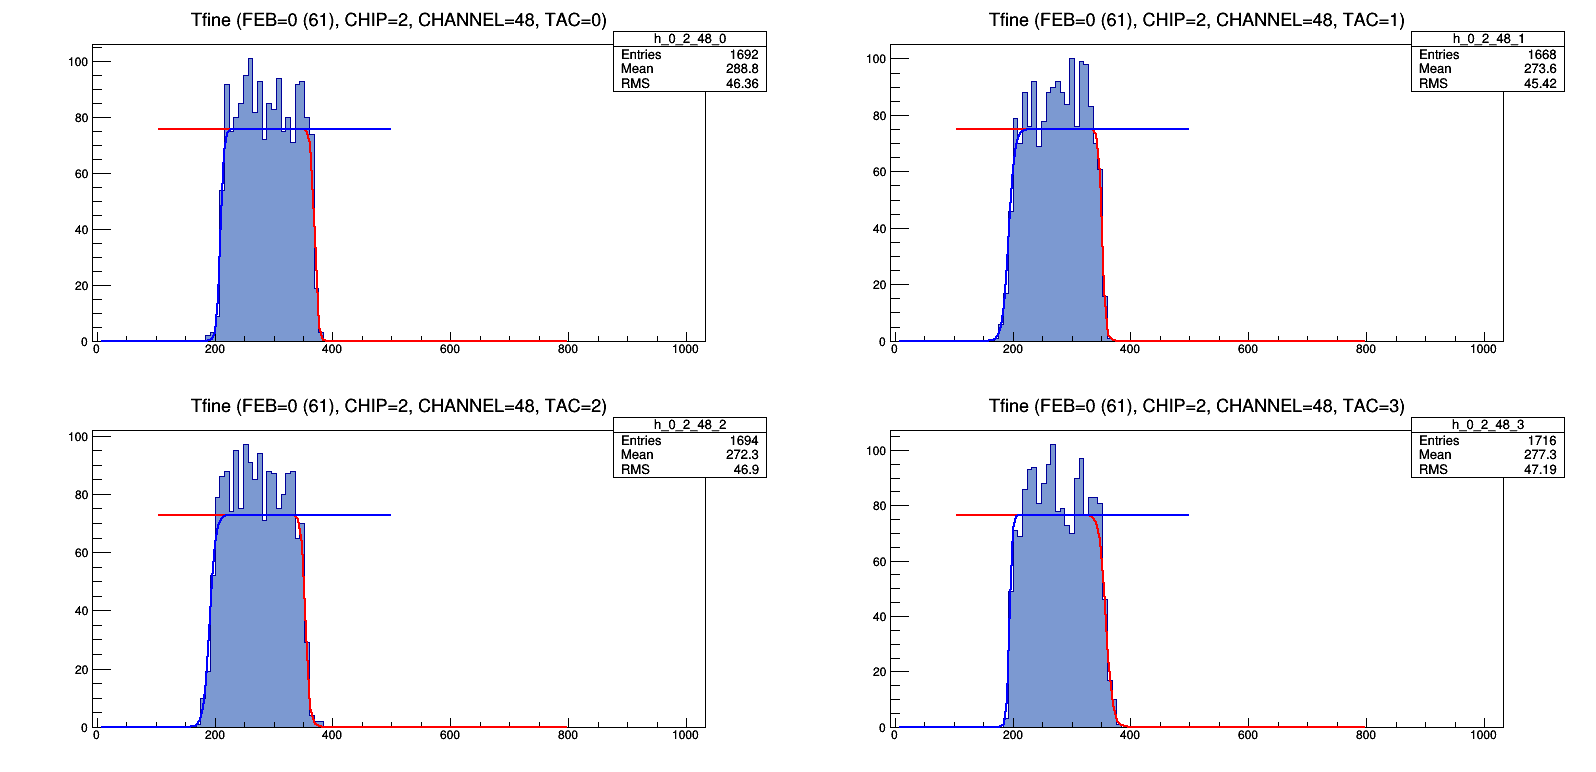 Tfine (FEB=0 (61), CHIP=2, CHANNEL=48, TAC=0)
h_0_2_48_0
Entries 1692
Mean 288.8
RMS 46.36
100
80
60
40
20
0
0 200 400 600 800 1000
Tfine (FEB=0 (61), CHIP=2, CHANNEL=48, TAC=1)
h_0_2_48_1
Entries 1668
Mean 273.6
RMS 45.42
100
80
60
40
20
0
0 200 400 600 800 1000
Tfine (FEB=0 (61), CHIP=2, CHANNEL=48, TAC=2)
h_0_2_48_2
Entries 1694
Mean 272.3
RMS 46.9
100
80
60
40
20
0
0 200 400 600 800 1000
Tfine (FEB=0 (61), CHIP=2, CHANNEL=48, TAC=3)
h_0_2_48_3
Entries 1716
Mean 277.3
RMS 47.19
100
80
60
40
20
0
0 200 400 600 800 1000